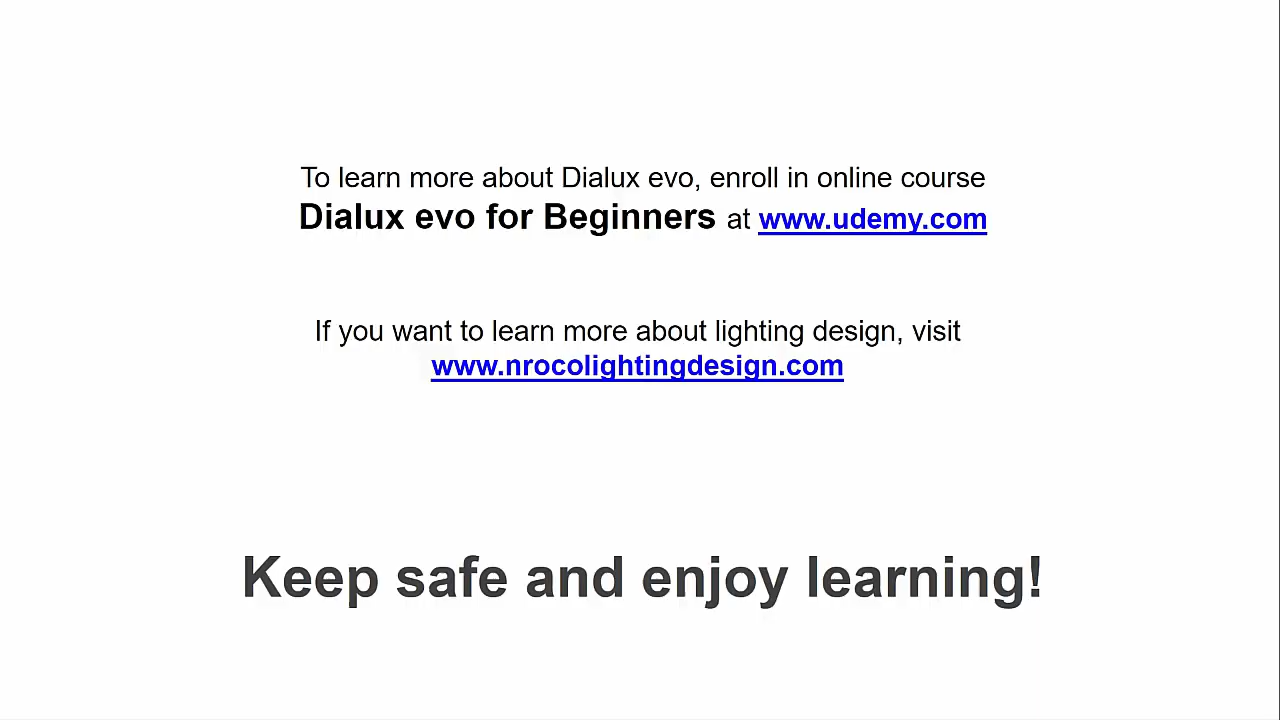 To learn more about Dialux evo, enroll in online course
Dialux evo for Beginners at www.udemy.com
If you want to learn more about lighting design, visit
www.nrocolightingdesign.com
Keep safe and enjoy learning!